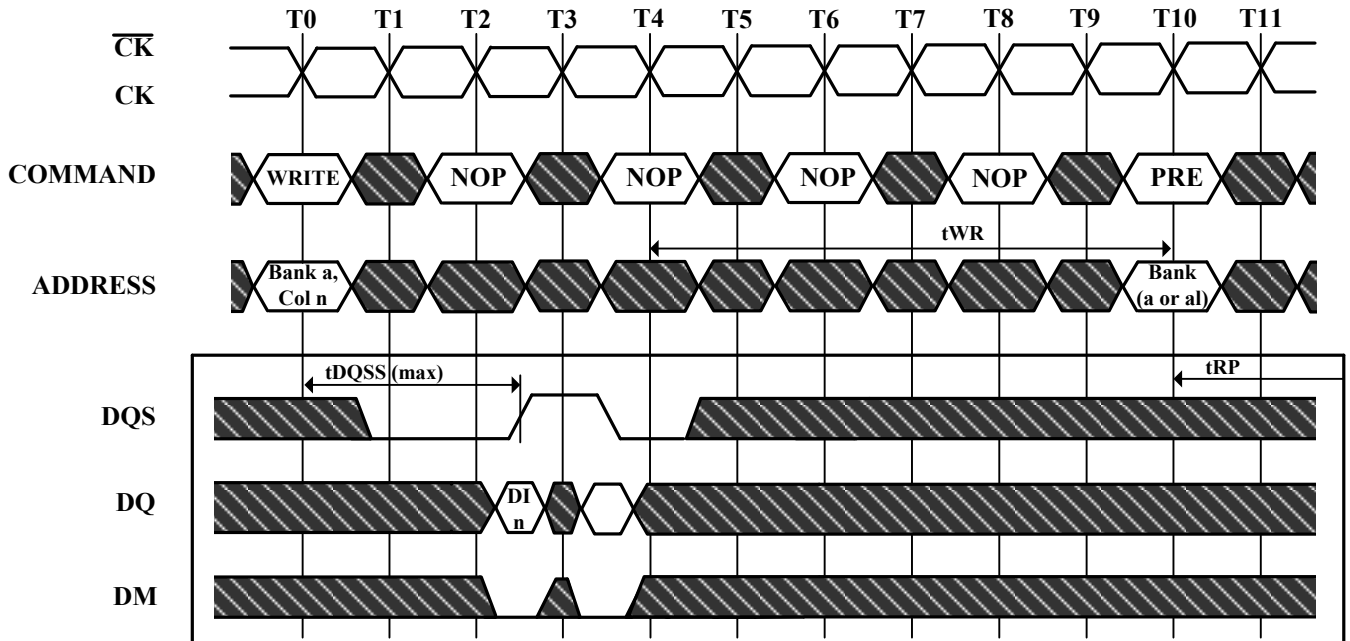 T0 T1 T2 T3 T4 T5 T6 T7 T8 T9 T10 T11
CK
CK
COMMAND WRITE NOP NOP NOP NOP PRE
tWR
ADDRESS Bank a, Bank
Col n (a or al)
tDQSS (max) tRP
DQS
DQ DI
n
DM